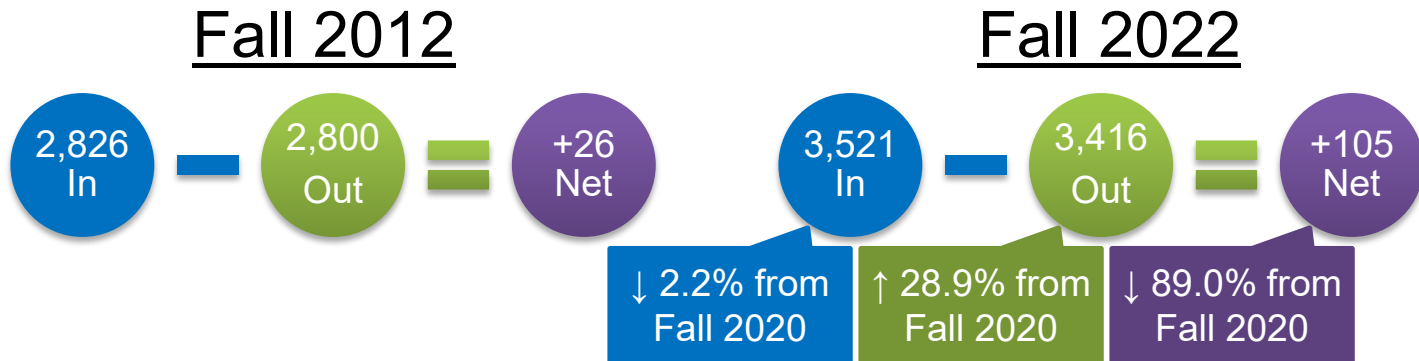 Fall 2012
2,826
In
2,800
Out
+26
Net
Fall 2022
3,521
In
3,416
Out
+105
Net
↓ 2.2% from
Fall 2020
↑ 28.9% from
Fall 2020
↓ 89.0% from
Fall 2020